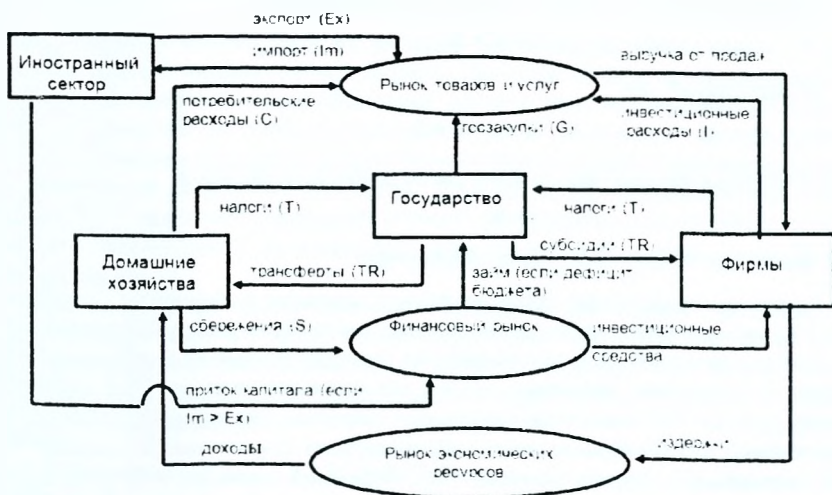 экспорт (Ex)
импорт (Im)
Иностранный
сектор
Рынок товаров и услуг
выручка от продаж
потребительские
расходы (C)
госзакупки (G)
инвестиционные
расходы (I)
налоги (T)
Государство
налоги (T)
субсидии (TR)
Домашние
хозяйства
трансферты (TR)
займ (если дефицит
бюджета)
Фирмы
сбережения (S)
Финансовый рынок
инвестиционные
средства
приток капитала (если
Im > Ex)
доходы
Рынок экономических
ресурсов
издержки